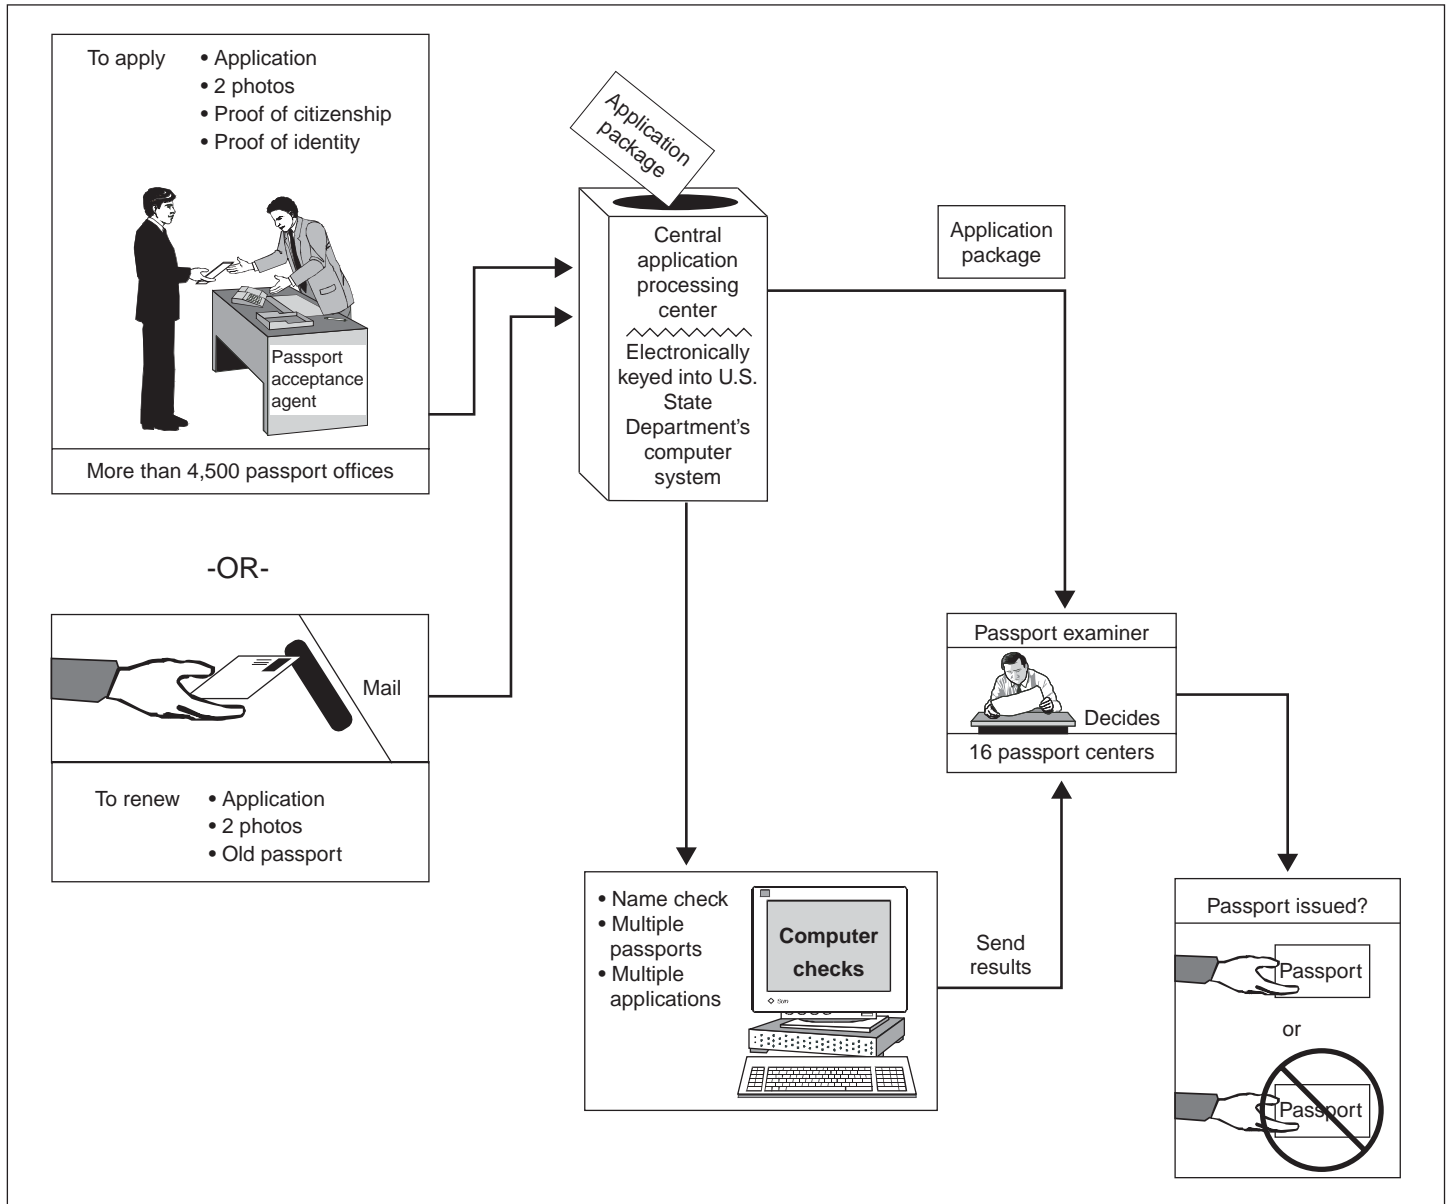 To apply
• Application
• 2 photos
• Proof of citizenship
• Proof of identity
Passport
acceptance
agent
More than 4,500 passport offices
-OR-
Mail
To renew
• Application
• 2 photos
• Old passport
Application
package
Central
application
processing
center
Electronically
keyed into U.S.
State
Department's
computer
system
Application
package
• Name check
• Multiple
passports
• Multiple
applications
Computer
checks
Send
results
Passport examiner
Decides
16 passport centers
Passport issued?
Passport
or
Passport